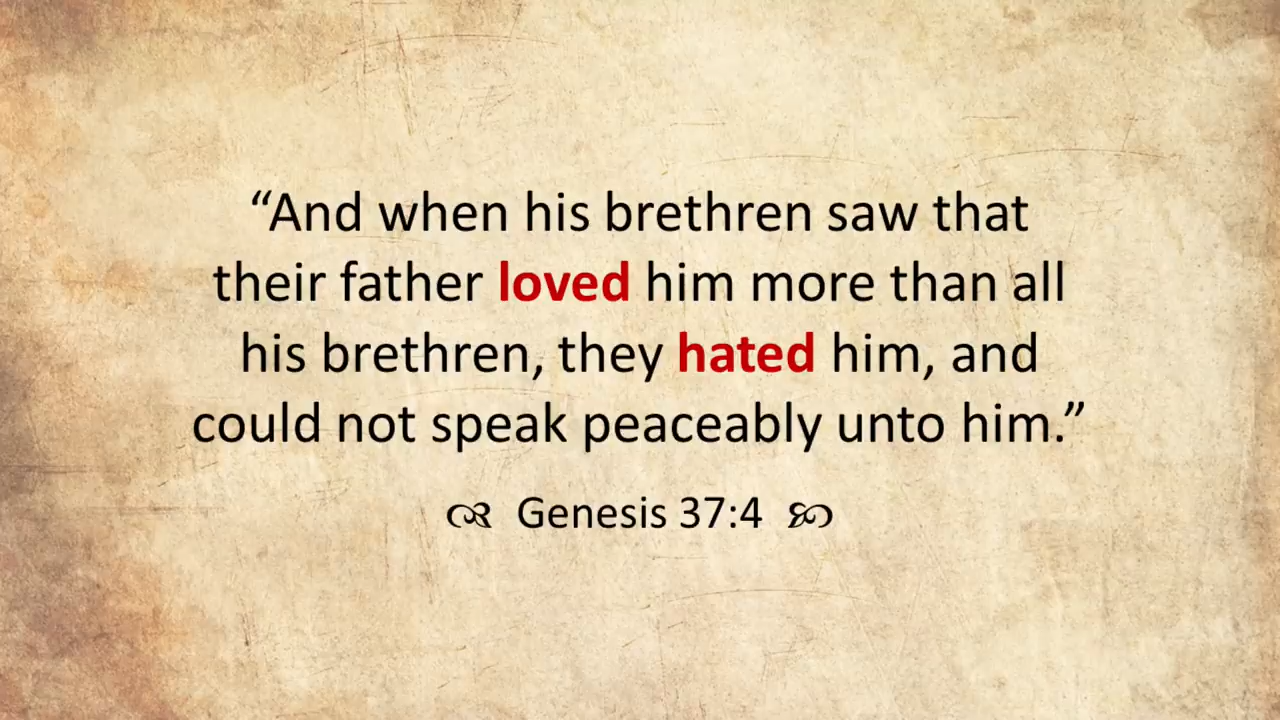 “And when his brethren saw that
their father loved him more than all
his brethren, they hated him, and
could not speak peaceably unto him.”
Genesis 37:4